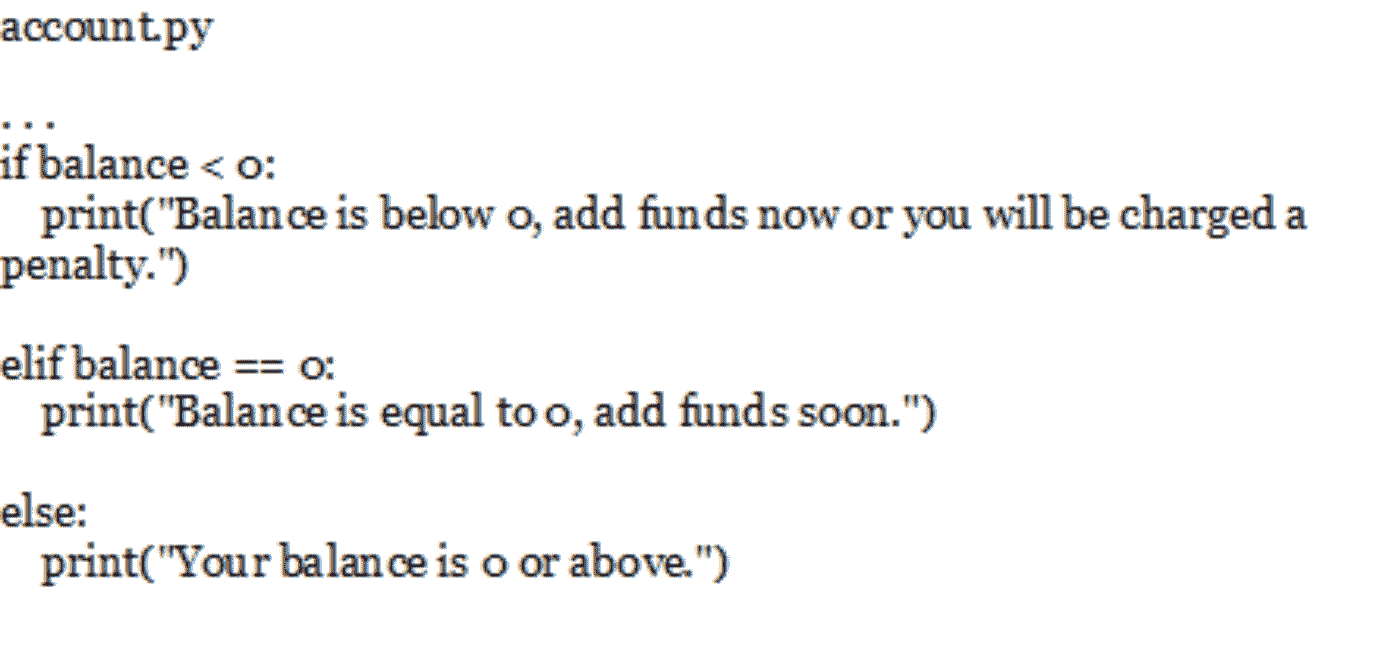 account.py
. . .
if balance < 0:
    print("Balance is below 0, add funds now or you will be charged a
penalty.")
elif balance == 0:
    print("Balance is equal to 0, add funds soon.")
else:
    print("Your balance is 0 or above.")